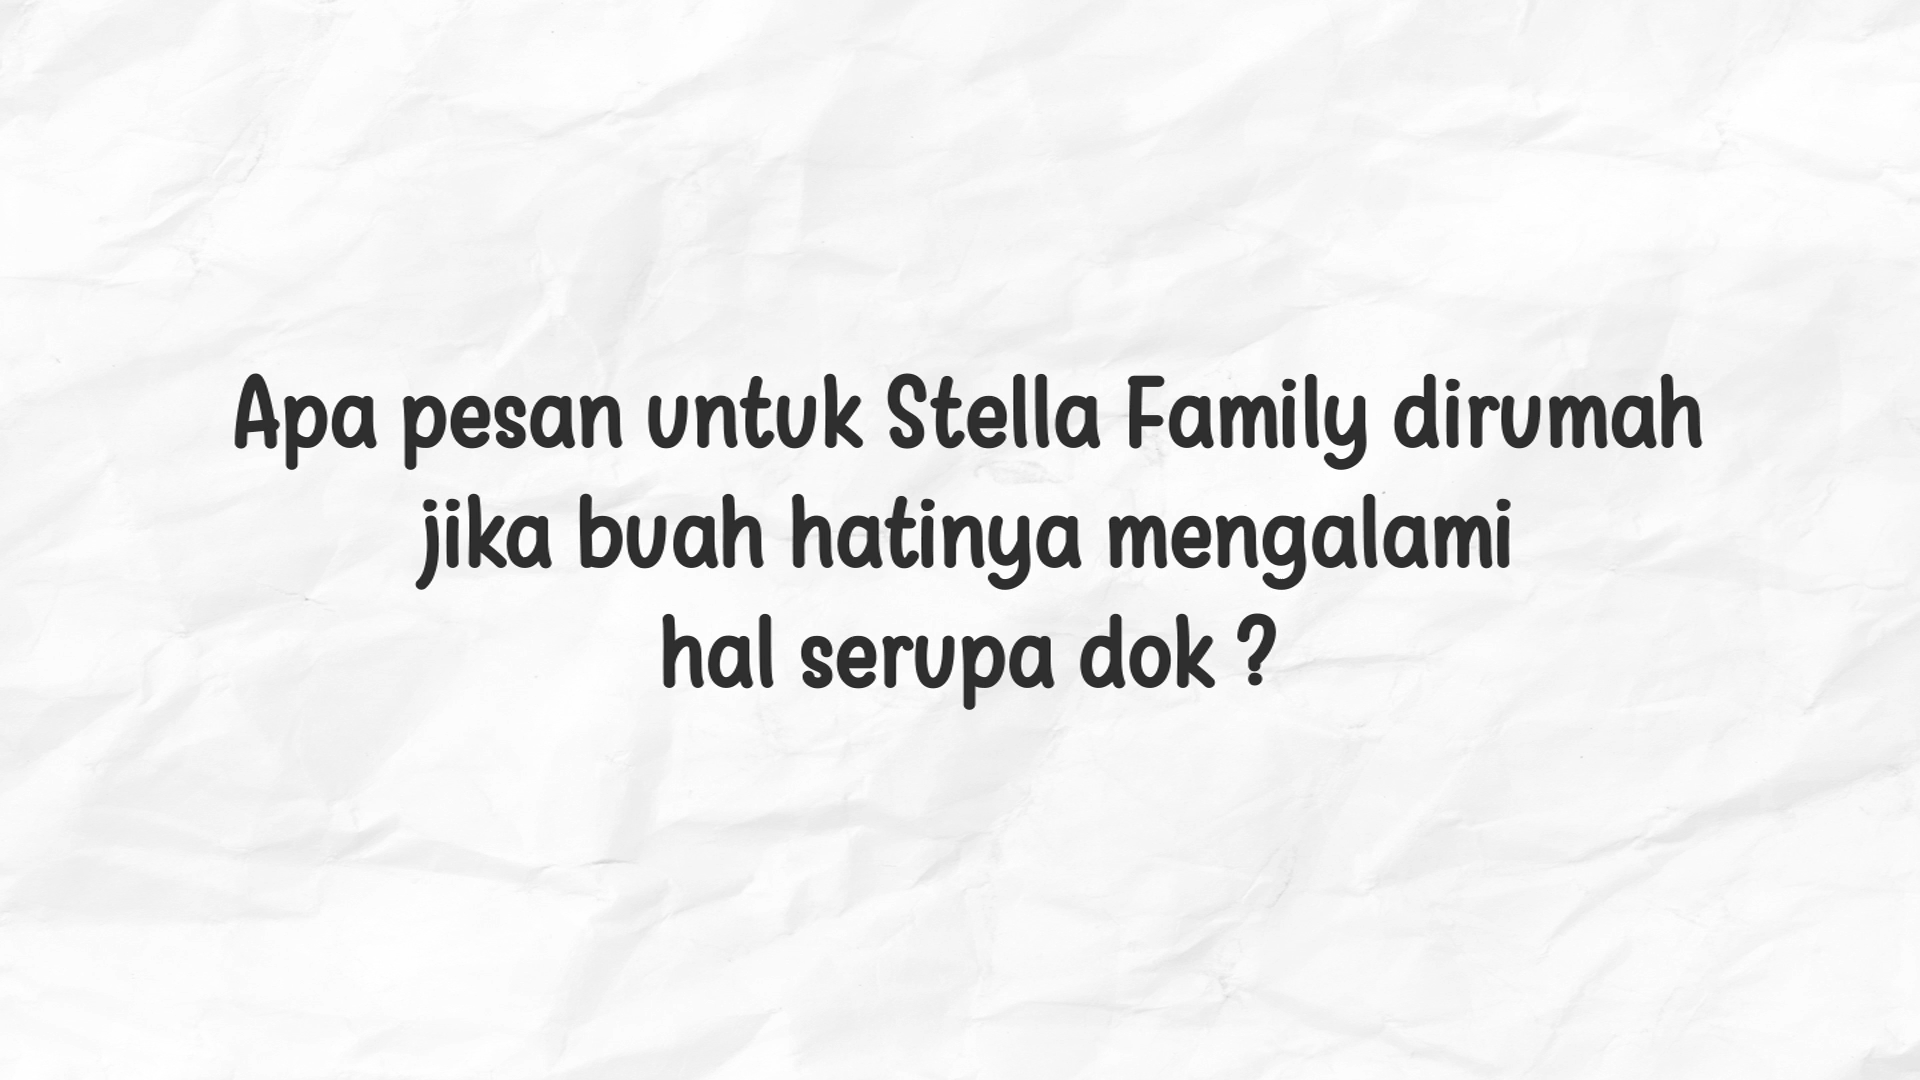 Apa pesan untuk Stella Family dirumah
jika buah hatinya mengalami
hal serupa dok ?